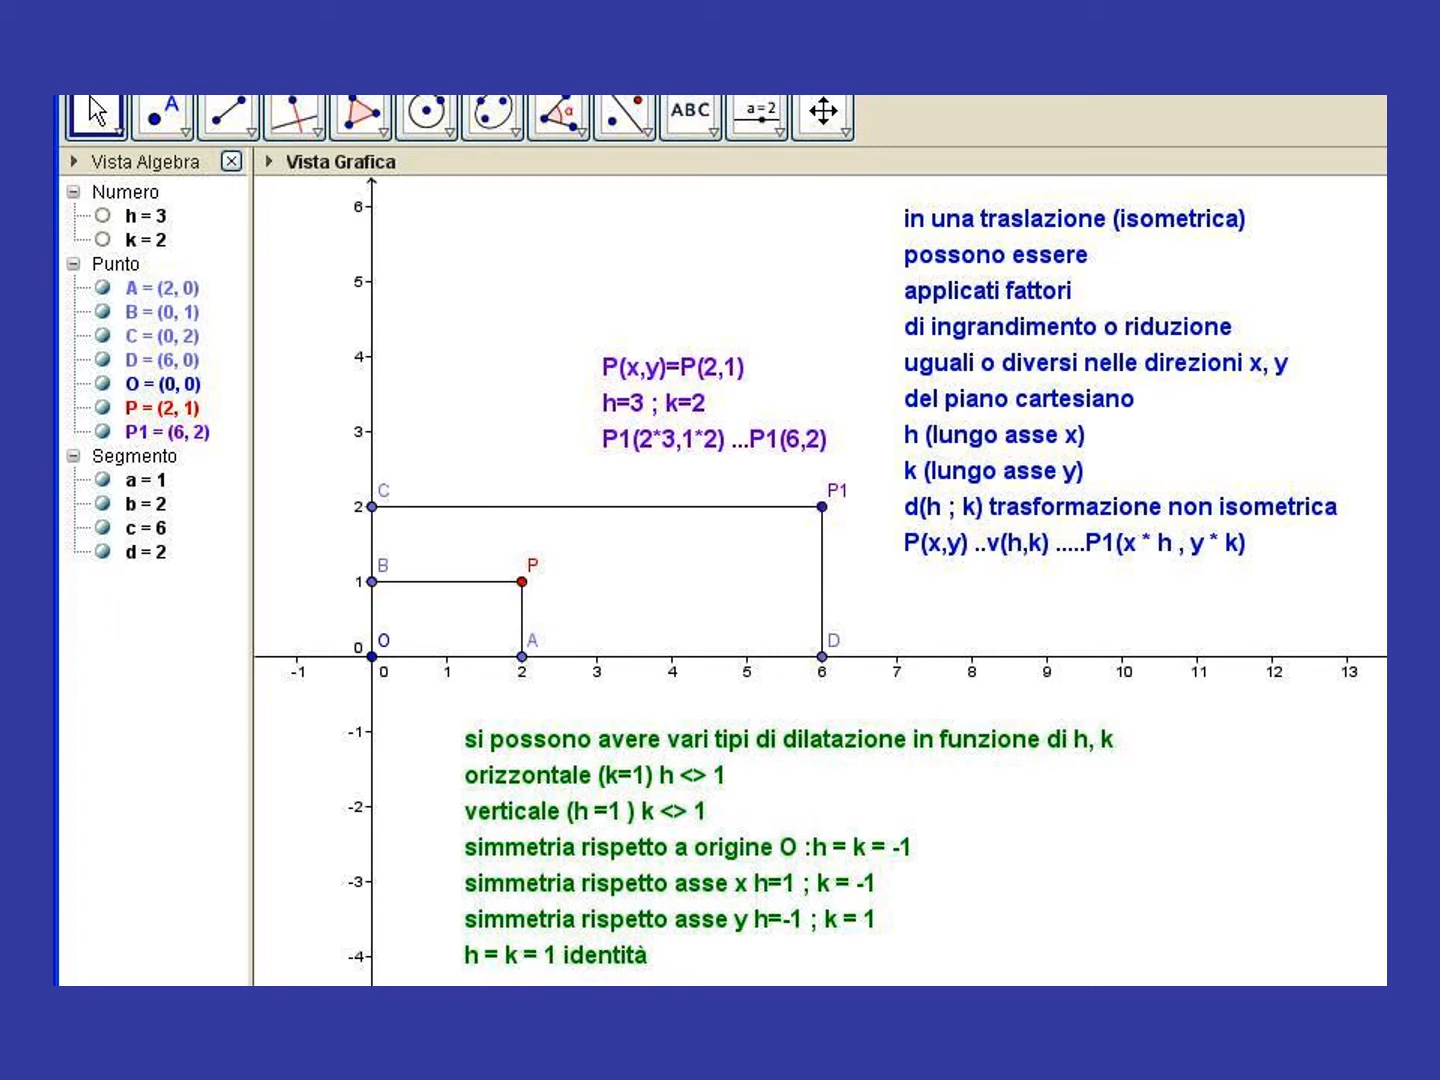 A
α
ABC
a=2
Vista Algebra
Vista Grafica
Numero
h = 3
k = 2
Punto
A = (2, 0)
B = (0, 1)
C = (0, 2)
D = (6, 0)
O = (0, 0)
P = (2, 1)
P1 = (6, 2)
Segmento
a = 1
b = 2
c = 6
d = 2
in una traslazione (isometrica)
possono essere
applicati fattori
di ingrandimento o riduzione
uguali o diversi nelle direzioni x, y
del piano cartesiano
h (lungo asse x)
k (lungo asse y)
d(h ; k) trasformazione non isometrica
P(x,y) ..v(h,k) .....P1(x * h , y * k)
P(x,y)=P(2,1)
h=3 ; k=2
P1(2*3,1*2) ...P1(6,2)
6
5
4
3
2
1
0
-1
-2
-3
-4
C
P1
B
P
O
A
D
-1 0 1 2 3 4 5 6 7 8 9 10 11 12 13
si possono avere vari tipi di dilatazione in funzione di h, k
orizzontale (k=1) h <> 1
verticale (h =1 ) k <> 1
simmetria rispetto a origine O :h = k = -1
simmetria rispetto asse x h=1 ; k = -1
simmetria rispetto asse y h=-1 ; k = 1
h = k = 1 identità